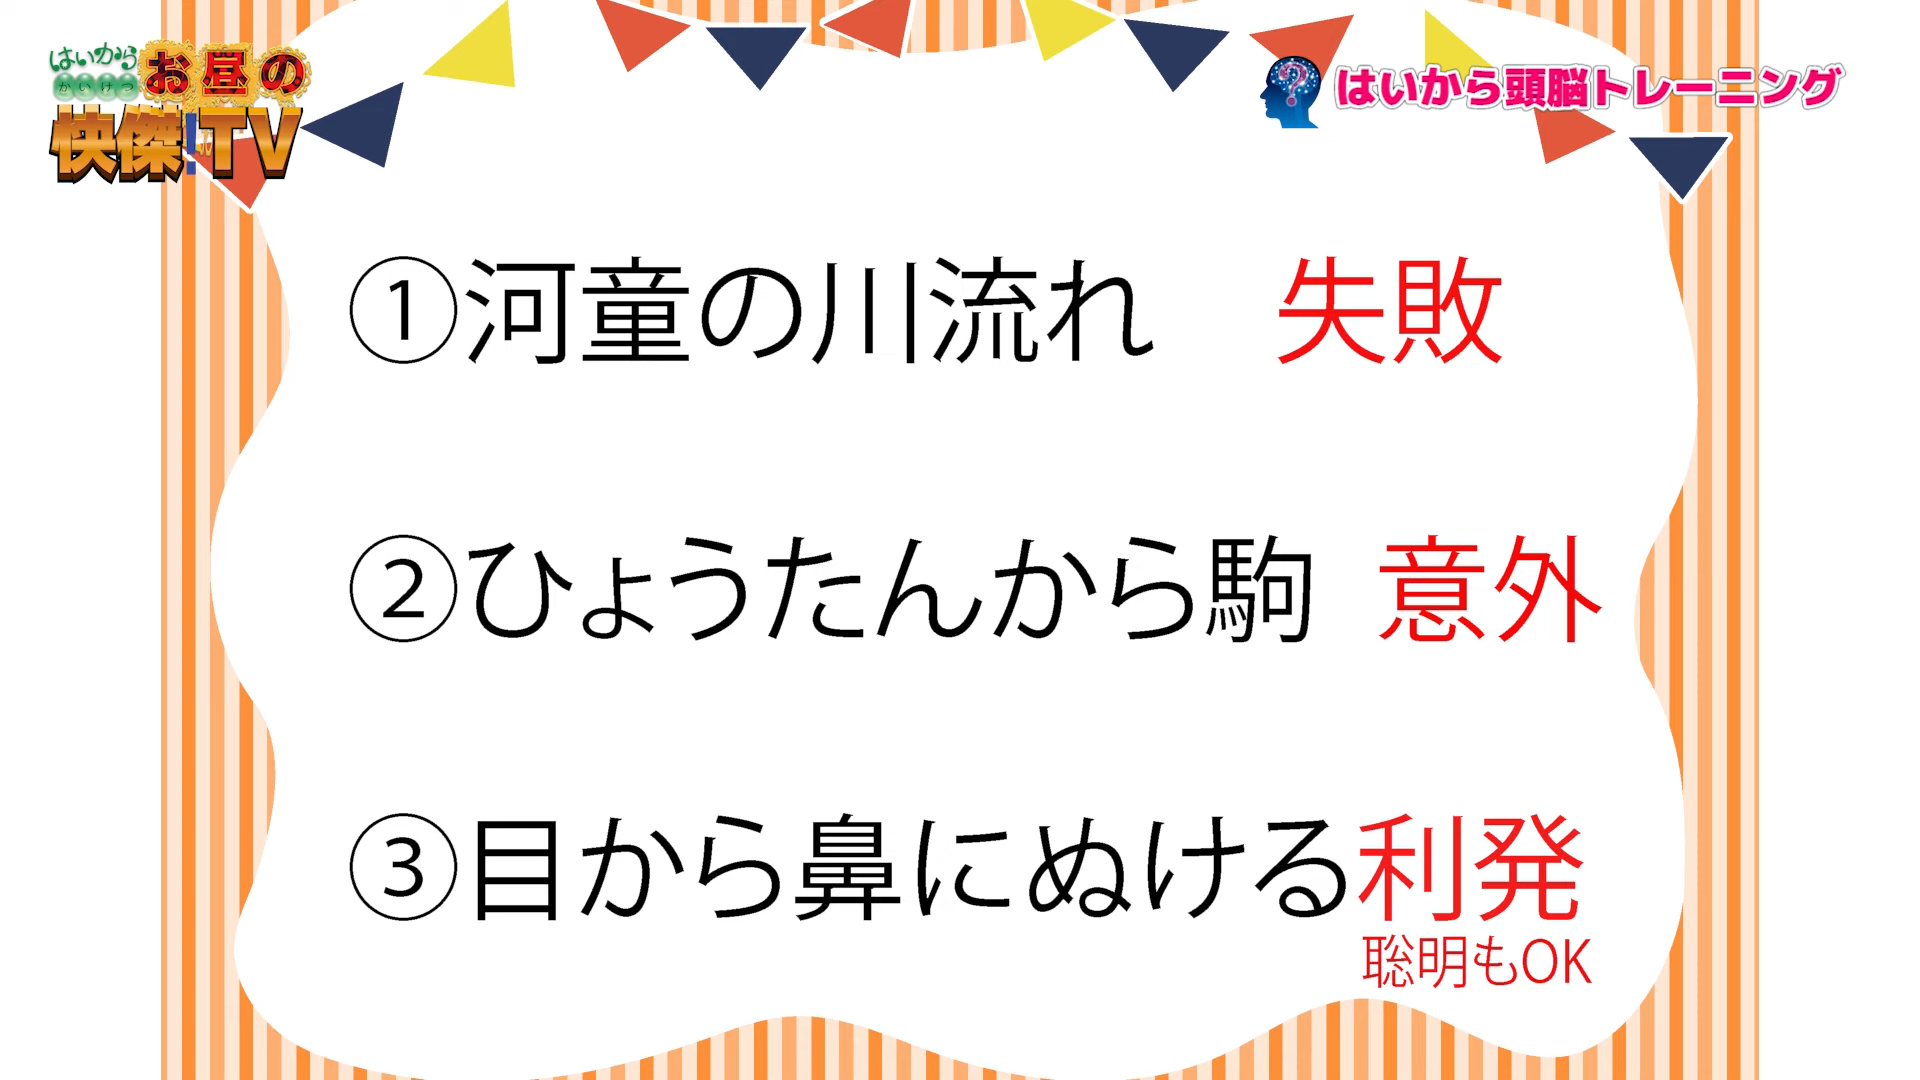 はいから
かいけつ
お昼の
快傑!TV
はいから頭脳トレーニング
①河童の川流れ 失敗
②ひょうたんから駒 意外
③目から鼻にぬける利発
聡明もOK